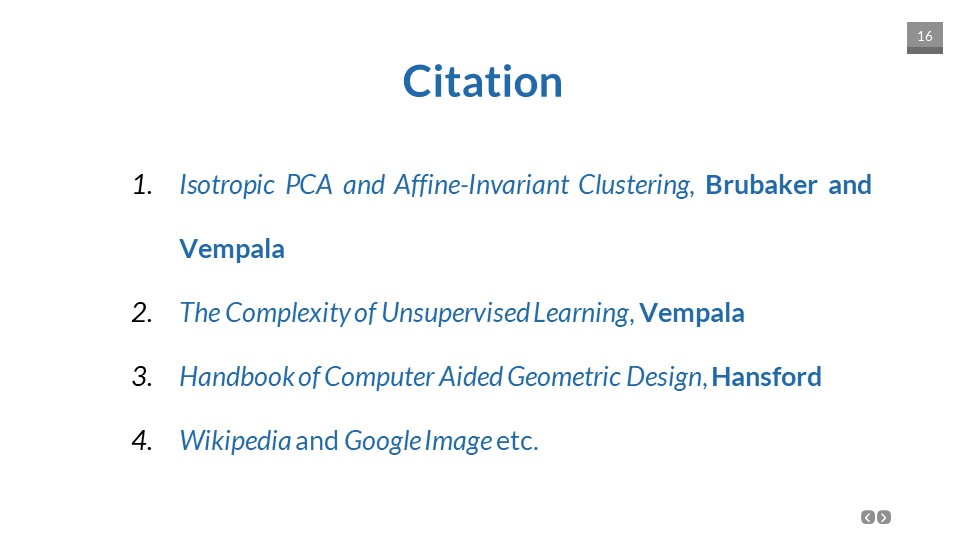 16
Citation
1. Isotropic PCA and Affine-Invariant Clustering, Brubaker and
Vempala
2. The Complexity of Unsupervised Learning, Vempala
3. Handbook of Computer Aided Geometric Design, Hansford
4. Wikipedia and Google Image etc.